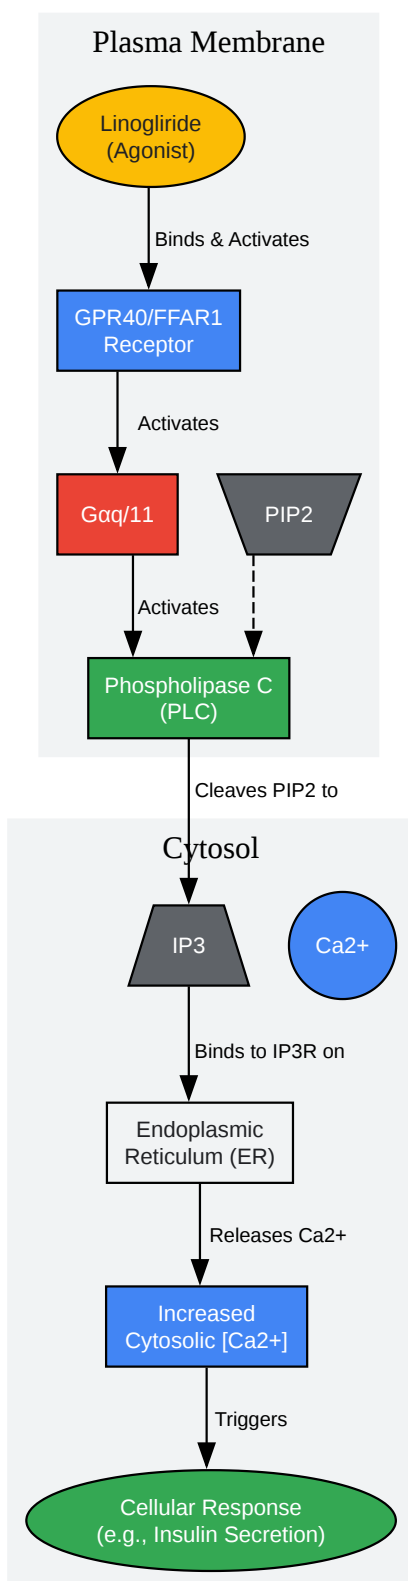 Plasma Membrane
Linogliride
(Agonist)
Binds & Activates
GPR40/FFAR1
Receptor
Activates
Gαq/11
PIP2
Activates
Phospholipase C
(PLC)
Cleaves PIP2 to
Cytosol
IP3
Ca2+
Binds to IP3R on
Endoplasmic
Reticulum (ER)
Releases Ca2+
Increased
Cytosolic [Ca2+]
Triggers
Cellular Response
(e.g., Insulin Secretion)